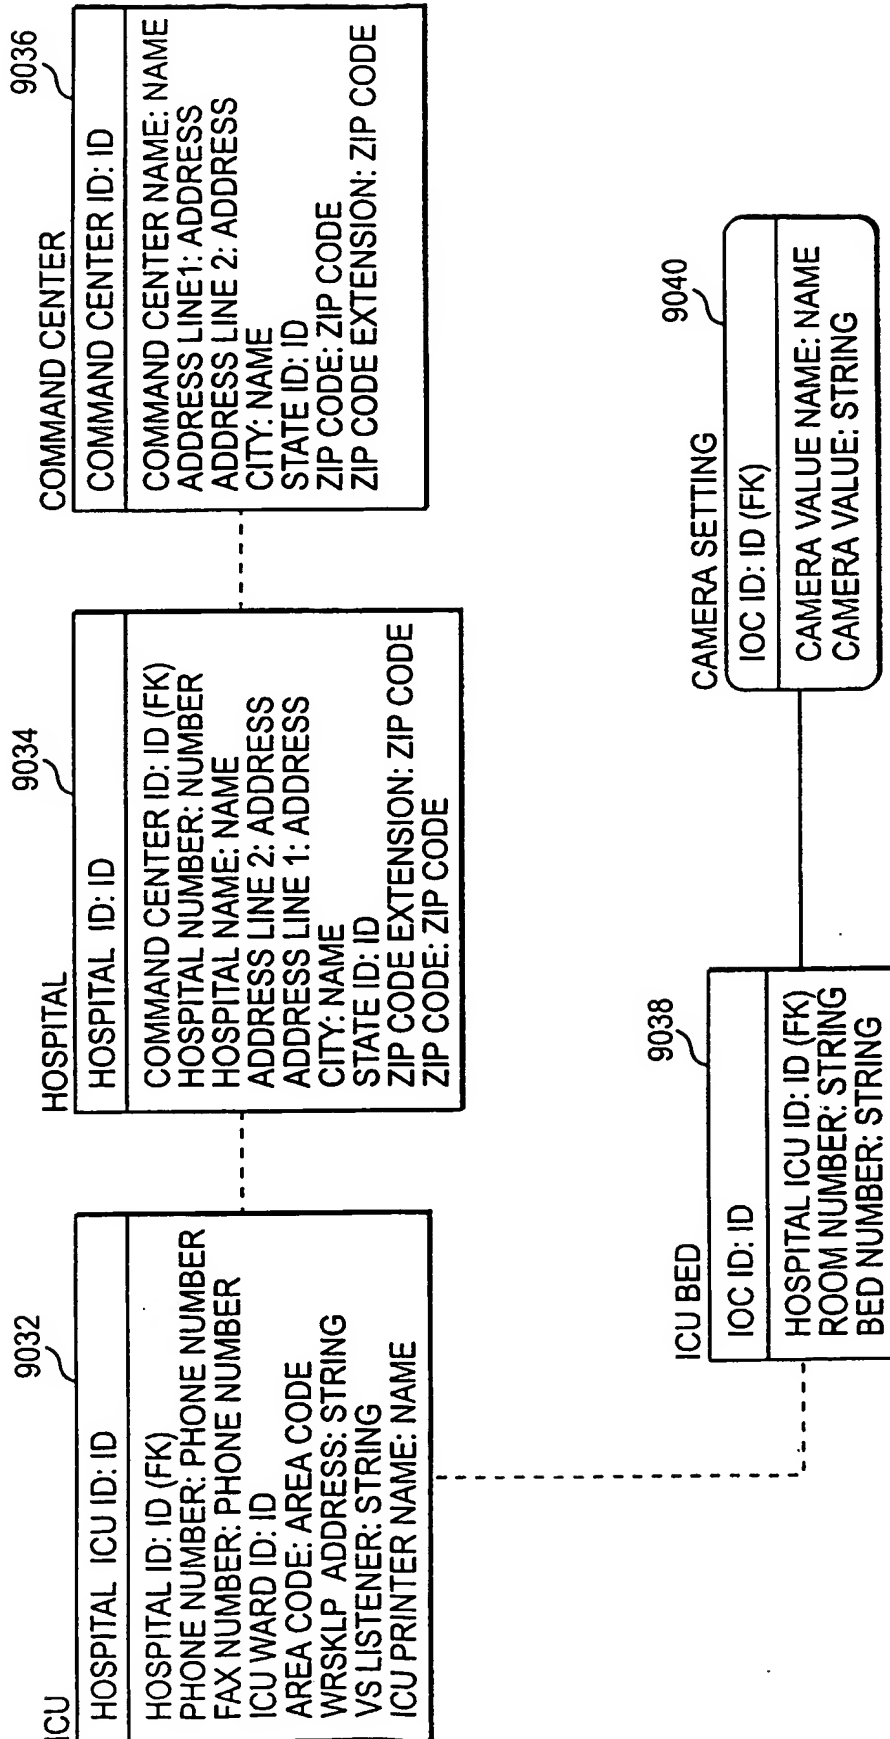 ICU
9032
HOSPITAL ICU ID: ID
HOSPITAL ID: ID (FK)
PHONE NUMBER: PHONE NUMBER
FAX NUMBER: PHONE NUMBER
ICU WARD ID: ID
AREA CODE: AREA CODE
WRSKLP ADDRESS: STRING
VS LISTENER: STRING
ICU PRINTER NAME: NAME
HOSPITAL
9034
HOSPITAL ID: ID
COMMAND CENTER ID: ID (FK)
HOSPITAL NUMBER: NUMBER
HOSPITAL NAME: NAME
ADDRESS LINE 2: ADDRESS
ADDRESS LINE 1: ADDRESS
CITY: NAME
STATE ID: ID
ZIP CODE EXTENSION: ZIP CODE
ZIP CODE: ZIP CODE
COMMAND CENTER
9036
COMMAND CENTER ID: ID
COMMAND CENTER NAME: NAME
ADDRESS LINE1: ADDRESS
ADDRESS LINE 2: ADDRESS
CITY: NAME
STATE ID: ID
ZIP CODE: ZIP CODE
ZIP CODE EXTENSION: ZIP CODE
ICU BED
9038
IOC ID: ID
HOSPITAL ICU ID: ID (FK)
ROOM NUMBER: STRING
BED NUMBER: STRING
CAMERA SETTING
9040
IOC ID: ID (FK)
CAMERA VALUE NAME: NAME
CAMERA VALUE: STRING